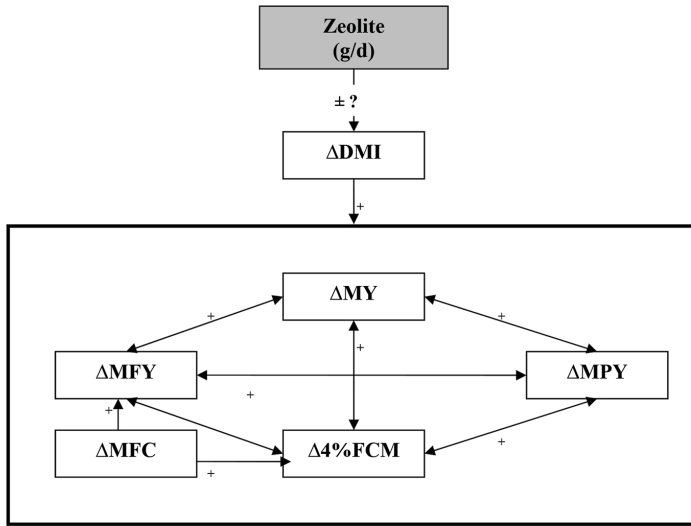 Zeolite
(g/d)
± ?
ΔDMI
+
ΔMY
+
+
+
ΔMFY
ΔMPY
+
+
ΔMFC
Δ4%FCM
+
+